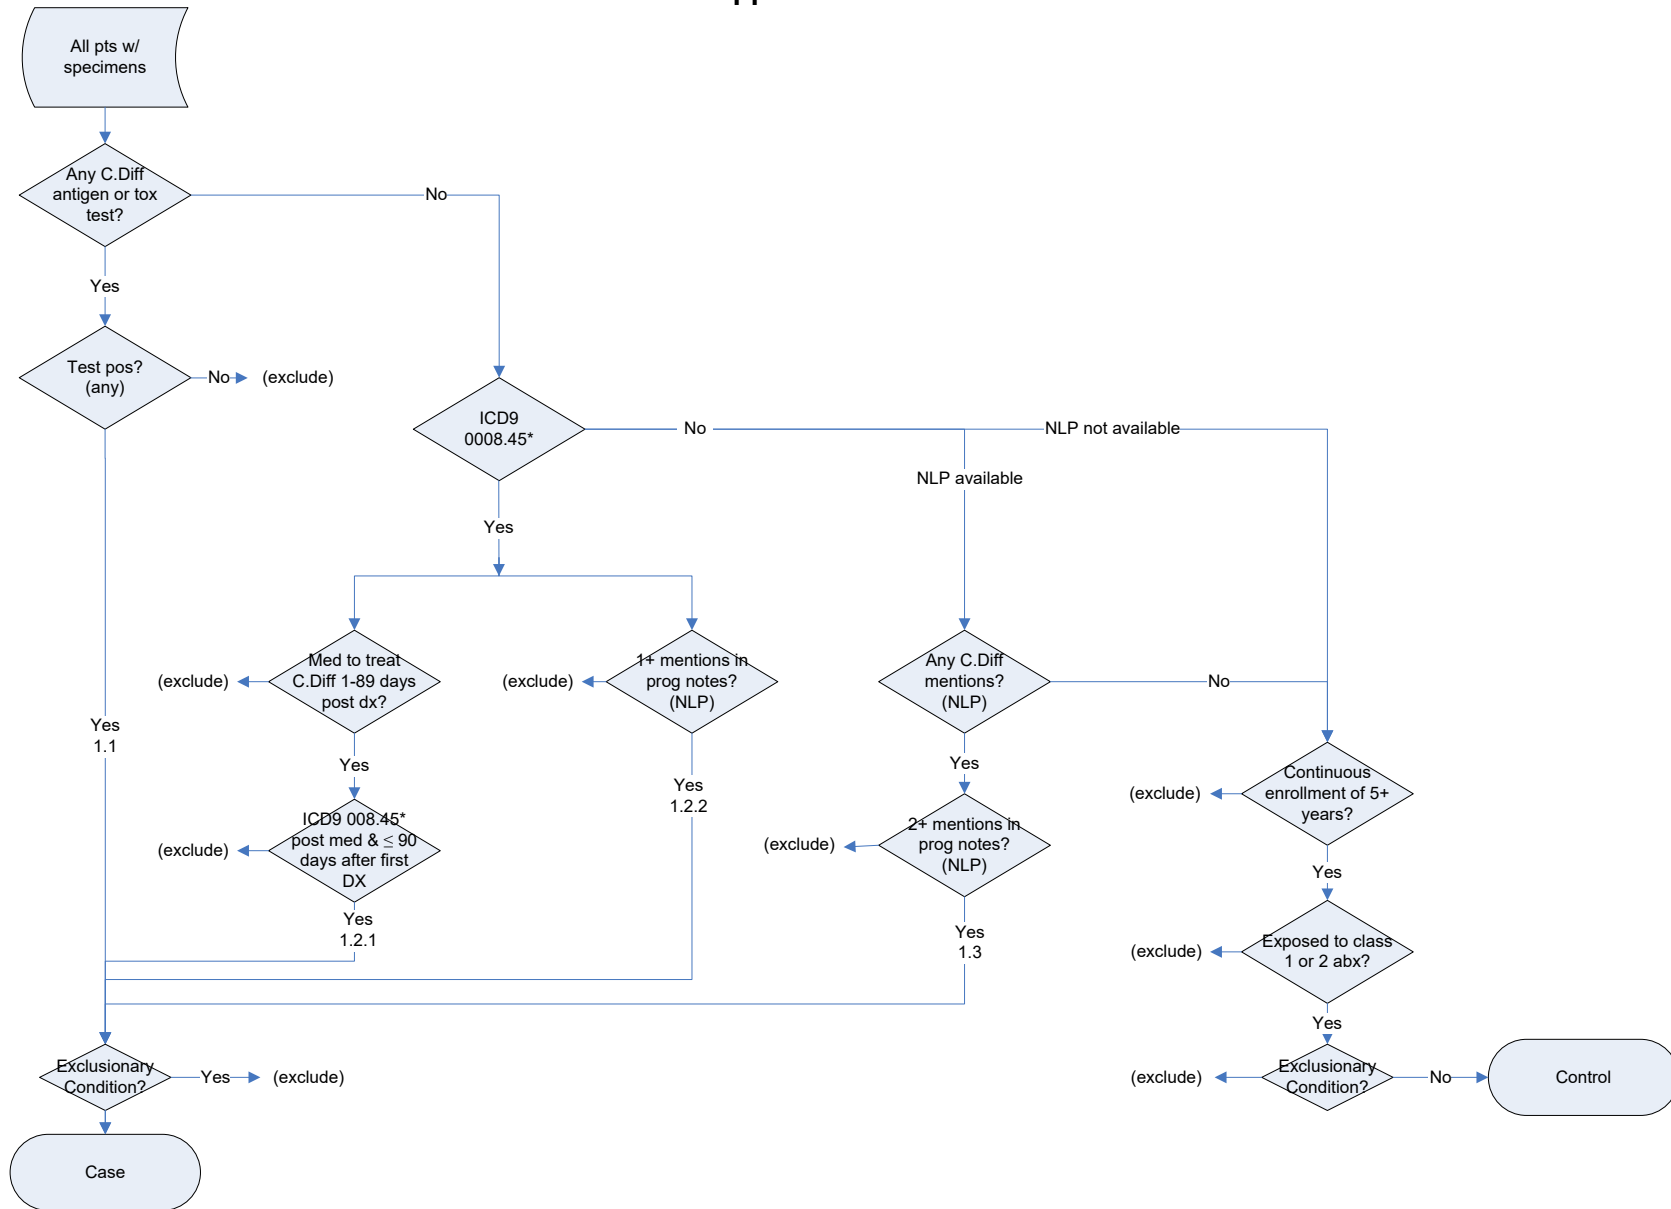 All pts w/
specimens
Any C.Diff
antigen or tox
test?
No
Yes
Test pos?
(any)
No
(exclude)
ICD9
0008.45*
No
NLP not available
NLP available
Yes
Med to treat
C.Diff 1-89 days
post dx?
(exclude)
1+ mentions in
prog notes?
(NLP)
(exclude)
Any C.Diff
mentions?
(NLP)
No
Yes
1.1
Yes
Yes
1.2.2
Yes
Continuous
enrollment of 5+
years?
(exclude)
ICD9 008.45*
post med & ≤ 90
days after first
DX
(exclude)
2+ mentions in
prog notes?
(NLP)
(exclude)
Yes
Yes
1.2.1
Yes
1.3
Exposed to class
1 or 2 abx?
(exclude)
Yes
Exclusionary
Condition?
Yes
(exclude)
(exclude)
Exclusionary
Condition?
No
Control
Case